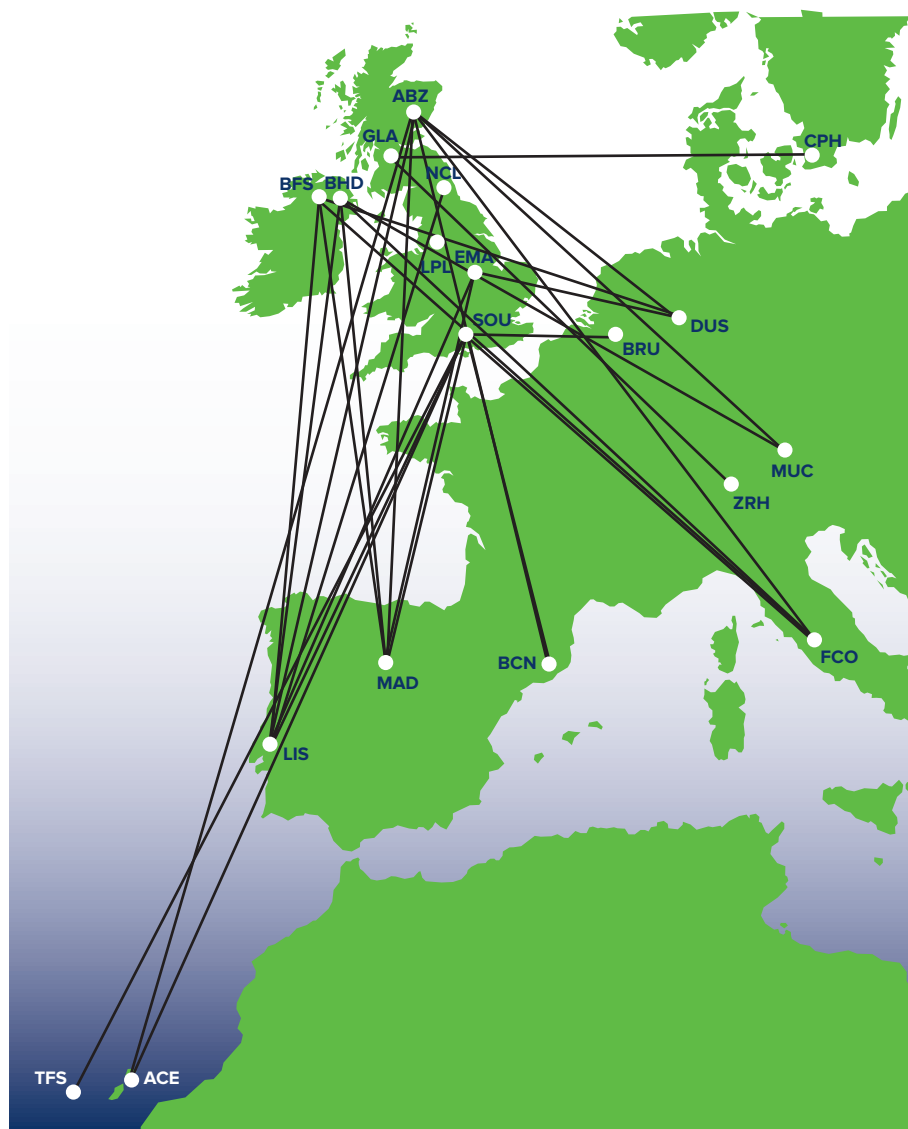 ABZ
GLA
CPH
NCL
BFS
BHD
LPL
EMA
SOU
DUS
BRU
MUC
ZRH
FCO
BCN
MAD
LIS
TFS
ACE